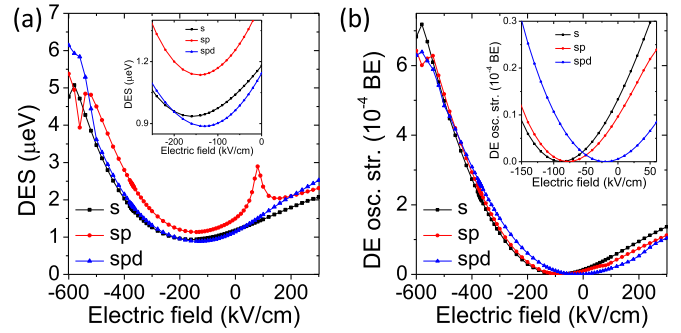 (a)
7
6
5
4
3
2
1
0
DES (μeV)
-600 -400 -200 0 200
Electric field (kV/cm)
s
sp
spd
1.2
0.9
DES (μeV)
-200 -100 0
Electric field (kV/cm)
s
sp
spd
(b)
6
4
2
0
DE osc. str. (10⁻⁴ BE)
-600 -400 -200 0 200
Electric field (kV/cm)
s
sp
spd
0.3
0.2
0.1
0.0
DE osc. str. (10⁻⁴ BE)
-150 -100 -50 0 50
Electric field (kV/cm)
s
sp
spd